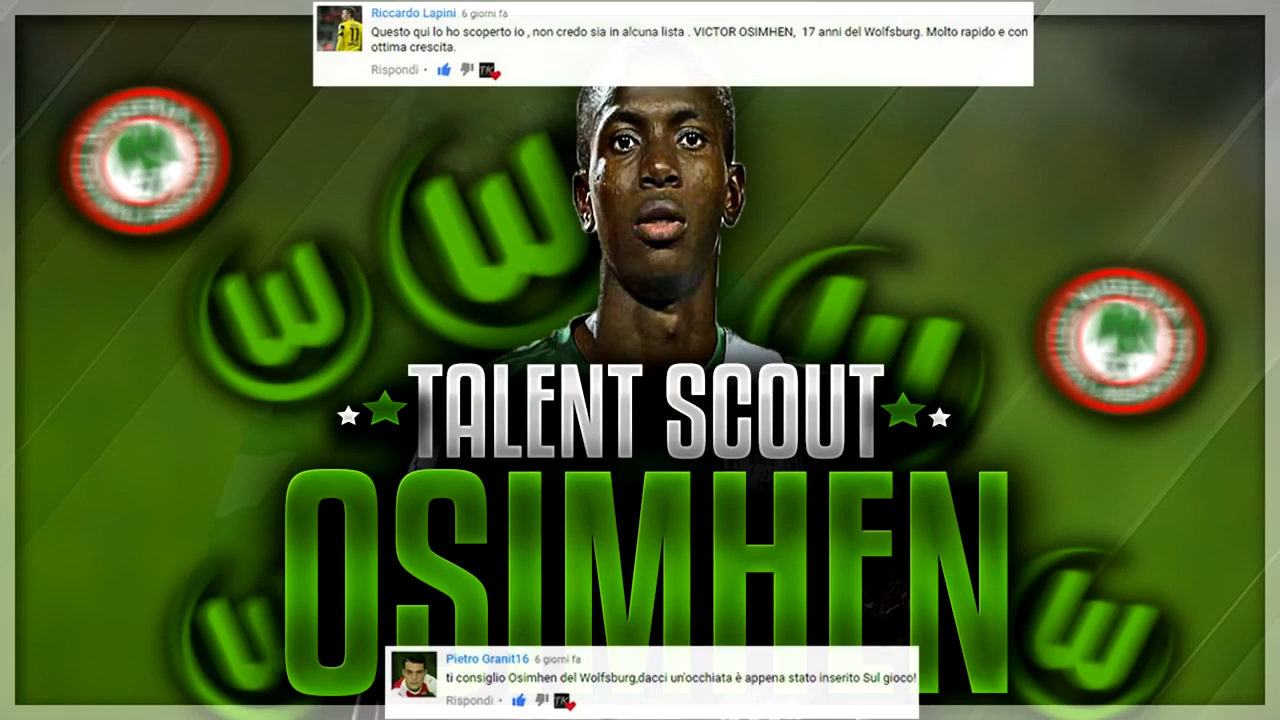 Riccardo Lapini 6 giorni fa
Questo qui lo ho scoperto io , non credo sia in alcuna lista . VICTOR OSIMHEN, 17 anni del Wolfsburg. Molto rapido e con
ottima crescita.
Rispondi •
TALENT SCOUT
OSIMHEN
Pietro Granit16 6 giorni fa
ti consiglio Osimhen del Wolfsburg,dacci un'occhiata è appena stato inserito Sul gioco!
Rispondi •